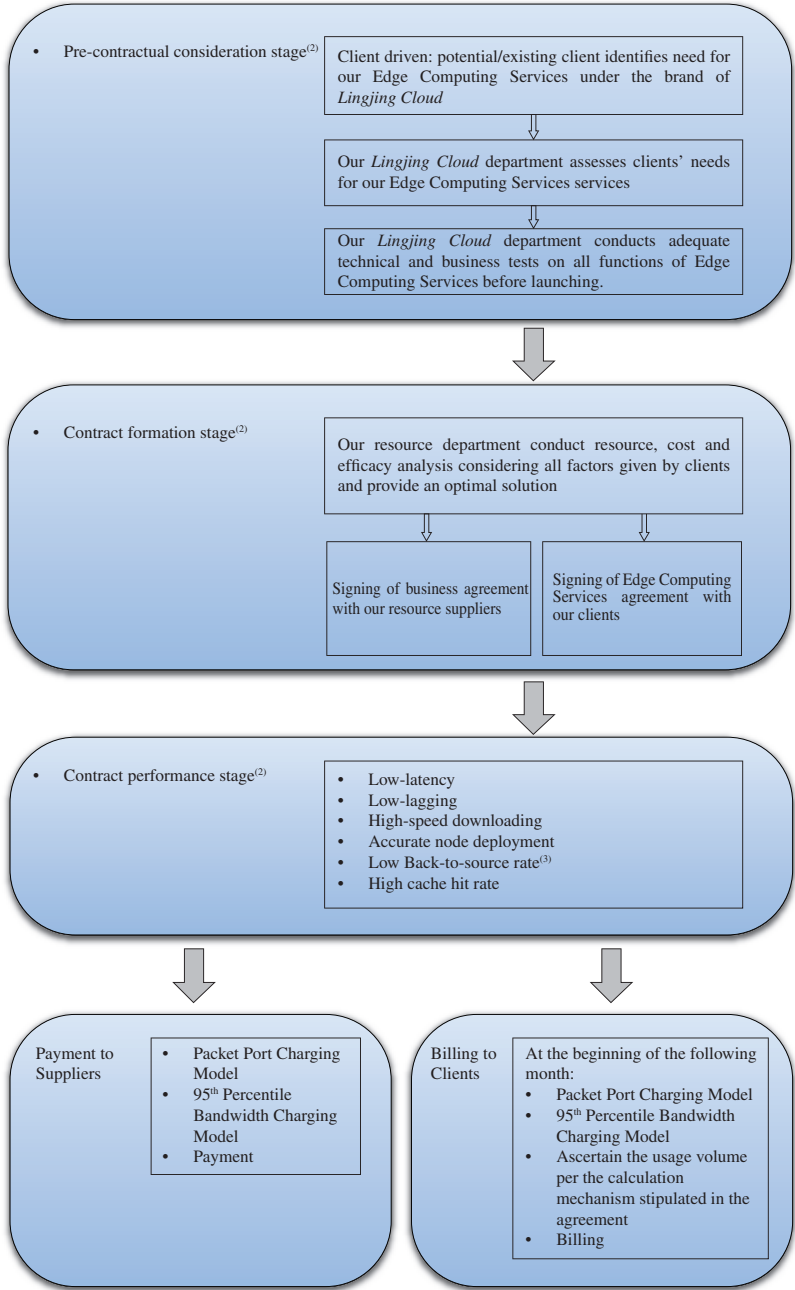 • Pre-contractual consideration stage(2)
Client driven: potential/existing client identifies need for
our Edge Computing Services under the brand of
Lingjing Cloud
Our Lingjing Cloud department assesses clients' needs
for our Edge Computing Services services
Our Lingjing Cloud department conducts adequate
technical and business tests on all functions of Edge
Computing Services before launching.
• Contract formation stage(2)
Our resource department conduct resource, cost and
efficacy analysis considering all factors given by clients
and provide an optimal solution
Signing of business agreement
with our resource suppliers
Signing of Edge Computing
Services agreement with
our clients
• Contract performance stage(2)
• Low-latency
• Low-lagging
• High-speed downloading
• Accurate node deployment
• Low Back-to-source rate(3)
• High cache hit rate
Payment to
Suppliers
• Packet Port Charging
Model
• 95th Percentile
Bandwidth Charging
Model
• Payment
Billing to
Clients
At the beginning of the following
month:
• Packet Port Charging Model
• 95th Percentile Bandwidth
Charging Model
• Ascertain the usage volume
per the calculation
mechanism stipulated in the
agreement
• Billing